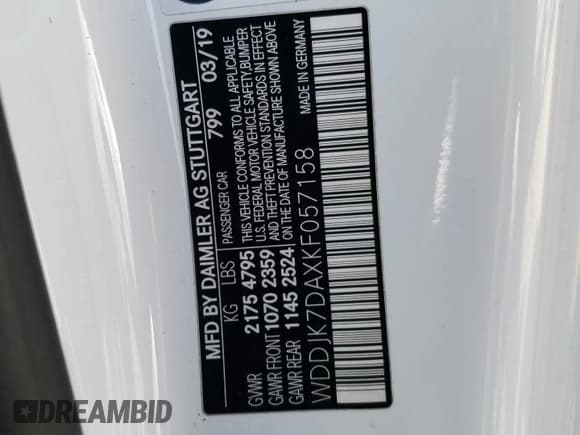 MFD BY DAIMLER AG STUTTGART
799 03/19
KG LBS PASSENGER CAR
GVWR 2175 4795
GAWR FRONT 1070 2359
GAWR REAR 1145 2524
THIS VEHICLE CONFORMS TO ALL APPLICABLE
U.S. FEDERAL MOTOR VEHICLE SAFETY,BUMPER
AND THEFT PREVENTION STANDARDS IN EFFECT
ON THE DATE OF MANUFACTURE SHOWN ABOVE
WDDJK7DAXKF057158 MADE IN GERMANY
DREAMBID